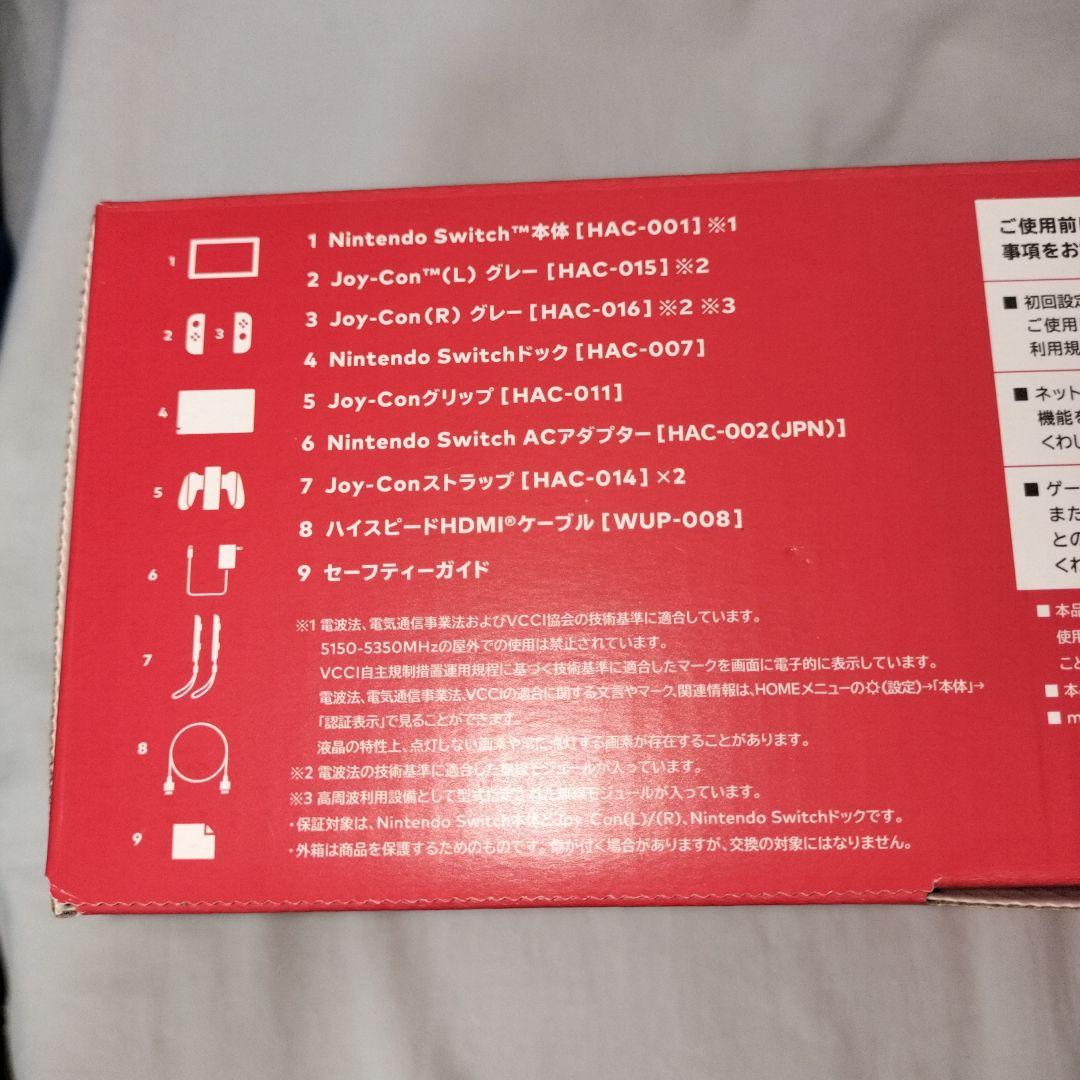 1 Nintendo Switch™本体[HAC-001]※1
2 Joy-Con™(L) グレー[HAC-015]※2
3 Joy-Con(R) グレー[HAC-016]※2 ※3
4 Nintendo Switchドック[HAC-007]
5 Joy-Conグリップ[HAC-011]
6 Nintendo Switch ACアダプター[HAC-002(JPN)]
7 Joy-Conストラップ[HAC-014]×2
8 ハイスピードHDMI®ケーブル[WUP-008]
9 セーフティーガイド
1
2 3
4
5
6
7
8
9
※1 電波法、電気通信事業法およびVCCI協会の技術基準に適合しています。
5150-5350MHzの屋外での使用は禁止されています。
VCCI自主規制措置運用規程に基づく技術基準に適合したマークを画面に電子的に表示しています。
電波法、電気通信事業法、VCCIの適合に関する文言やマーク、関連情報は、HOMEメニューの(設定)→「本体」→
「認証表示」で見ることができます。
液晶の特性上、点灯しない画素や常に点灯する画素が存在することがあります。
※2 電波法の技術基準に適合した無線モジュールが入っています。
※3 高周波利用設備として型式指定された無線モジュールが入っています。
・保証対象は、Nintendo Switch本体とJoy-Con(L)/(R)、Nintendo Switchドックです。
・外箱は商品を保護するためのものです。傷が付く場合がありますが、交換の対象にはなりません。
ご使用前
事項をお
■ 初回設定
ご使用
利用規
■ ネット
機能を
くわし
■ ゲー
また
との
くわ
■ 本品
使用
こと
■ 本
■ m